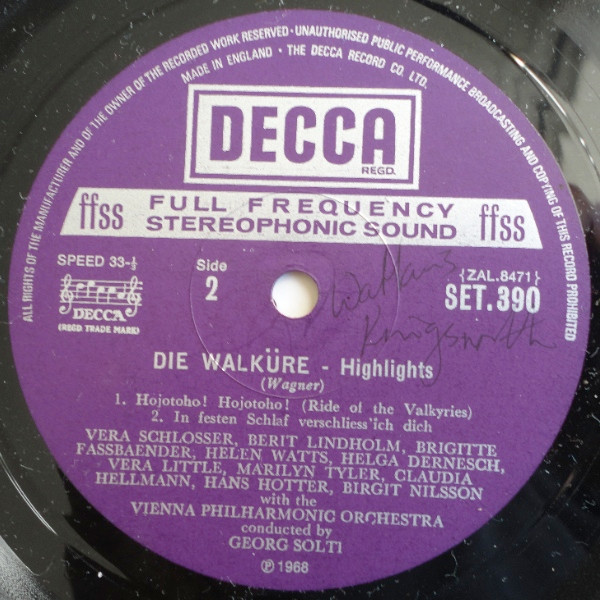 ALL RIGHTS OF THE MANUFACTURER AND OF THE OWNER OF THE RECORDED WORK RESERVED · UNAUTHORISED PUBLIC PERFORMANCE BROADCASTING AND COPYING OF THIS RECORD PROHIBITED
MADE IN ENGLAND · THE DECCA RECORD CO. LTD.
DECCA
REGD.
ffss FULL FREQUENCY STEREOPHONIC SOUND ffss
SPEED 33-⅓
DECCA
(REGD. TRADE MARK)
Side
2
{ZAL.8471}
SET.390
DIE WALKÜRE - Highlights
(Wagner)
1. Hojotoho! Hojotoho! (Ride of the Valkyries)
2. In festen Schlaf verschliess'ich dich
VERA SCHLOSSER, BERIT LINDHOLM, BRIGITTE
FASSBAENDER, HELEN WATTS, HELGA DERNESCH,
VERA LITTLE, MARILYN TYLER, CLAUDIA
HELLMANN, HANS HOTTER, BIRGIT NILSSON
with the
VIENNA PHILHARMONIC ORCHESTRA
conducted by
GEORG SOLTI
℗ 1968